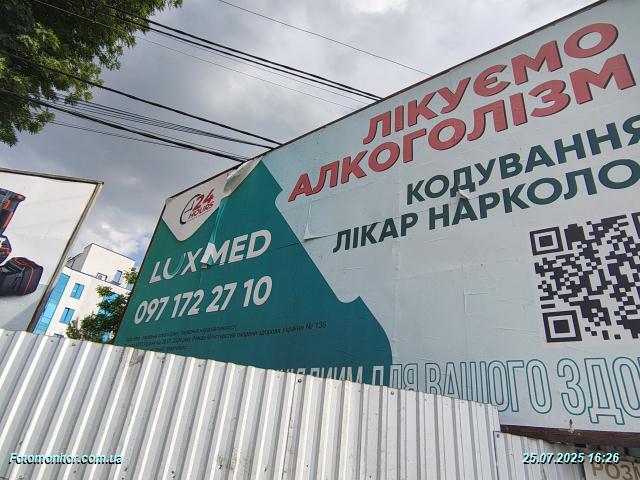 ЛІКУЄМО
АЛКОГОЛІЗМ
КОДУВАННЯ
ЛІКАР НАРКОЛО
24
HOURS
LUXMED
097 172 27 10
ДЛЯ ВАШОГО ЗДО
Fotomonitor.com.ua
25.07.2025 16:26
РОЗМ